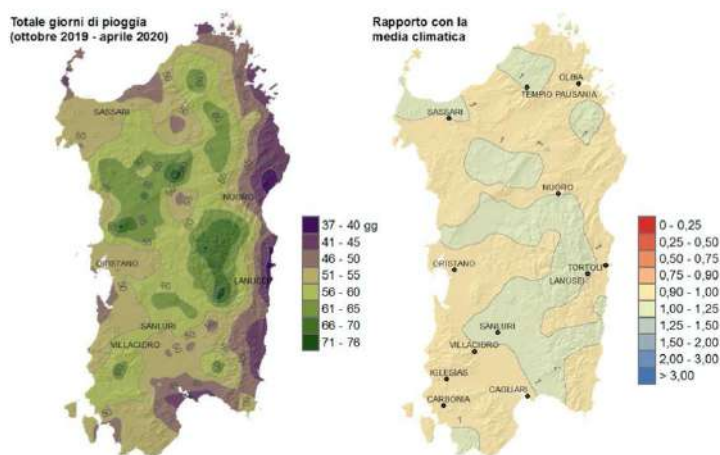 Totale giorni di pioggia
(ottobre 2019 - aprile 2020)
SASSARI
NUORO
ORISTANO
LANUSEI
SANLURI
VILLACIDRO
37 - 40 gg
41 - 45
46 - 50
51 - 55
56 - 60
61 - 65
66 - 70
71 - 76
Rapporto con la
media climatica
OLBIA
TEMPIO PAUSANIA
SASSARI
NUORO
ORISTANO
TORTOLI
LANUSEI
SANLURI
VILLACIDRO
IGLESIAS
CAGLIARI
CARBONIA
0 - 0,25
0,25 - 0,50
0,50 - 0,75
0,75 - 0,90
0,90 - 1,00
1,00 - 1,25
1,25 - 1,50
1,50 - 2,00
2,00 - 3,00
> 3,00